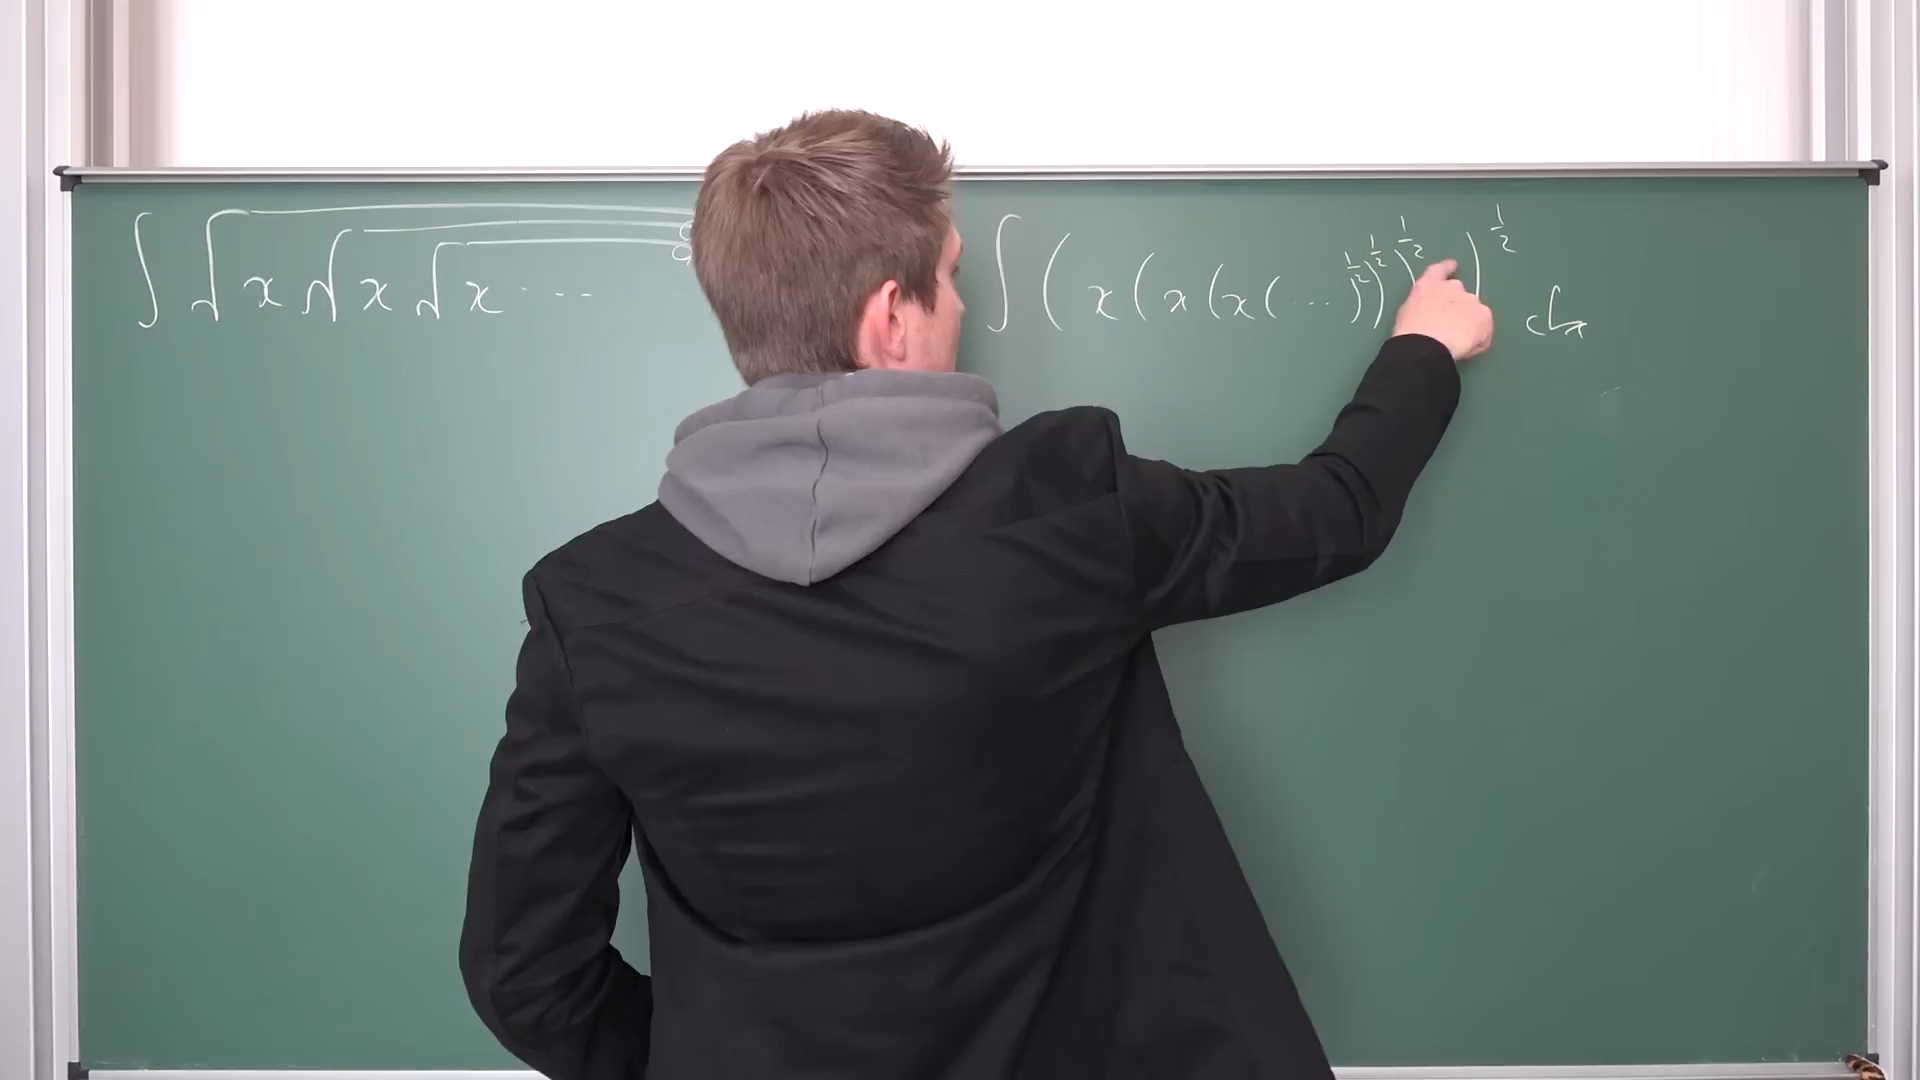 ∫ √x √x √x ... ∫ (x (x (x (...)^{1/2})^{1/2})^{1/2})^{1/2} dx